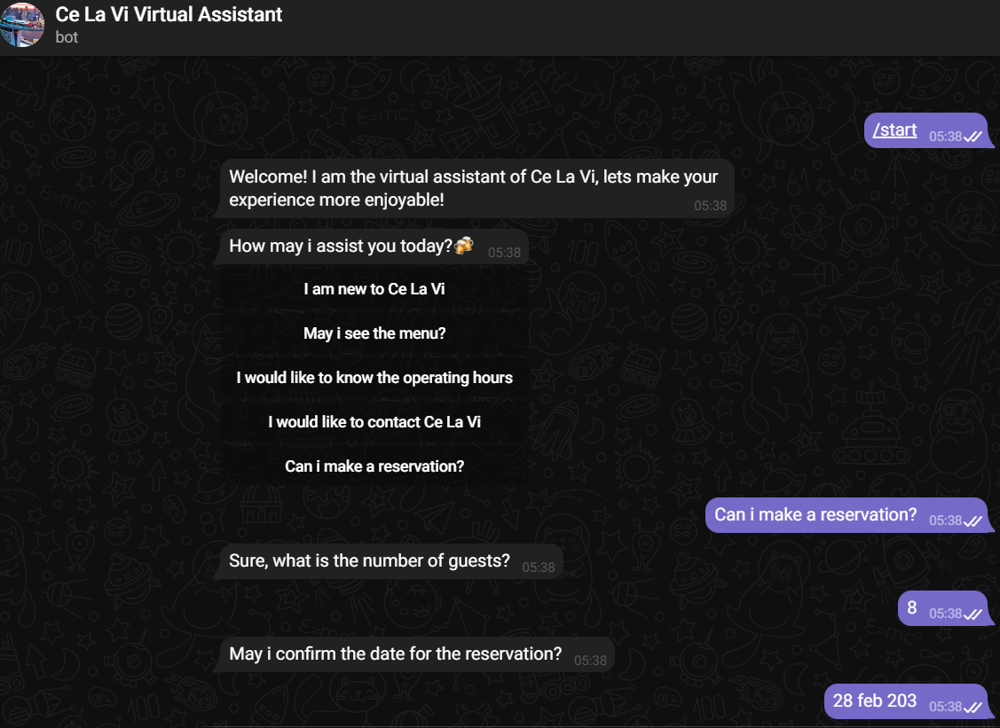 Ce La Vi Virtual Assistant
bot
/start 05:38
Welcome! I am the virtual assistant of Ce La Vi, lets make your
experience more enjoyable! 05:38
How may i assist you today?🍻 05:38
I am new to Ce La Vi
May i see the menu?
I would like to know the operating hours
I would like to contact Ce La Vi
Can i make a reservation?
Can i make a reservation? 05:38
Sure, what is the number of guests? 05:38
8 05:38
May i confirm the date for the reservation? 05:38
28 feb 203 05:38